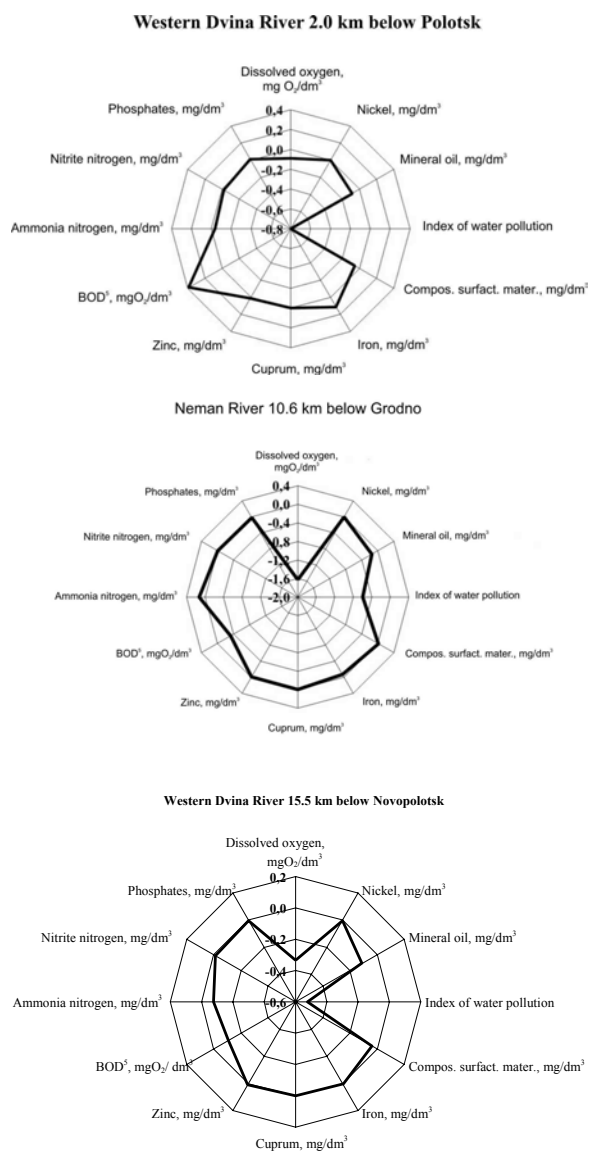 Western Dvina River 2.0 km below Polotsk
Dissolved oxygen,
mg O₂/dm³
Phosphates, mg/dm³
Nickel, mg/dm³
0,4
0,2
0,0
-0,2
-0,4
-0,6
-0,8
Nitrite nitrogen, mg/dm³
Mineral oil, mg/dm³
Ammonia nitrogen, mg/dm³
Index of water pollution
BOD⁵, mgO₂/dm³
Compos. surfact. mater., mg/dm³
Zinc, mg/dm³
Iron, mg/dm³
Cuprum, mg/dm³
Neman River 10.6 km below Grodno
Dissolved oxygen,
mgO₂/dm³
Phosphates, mg/dm³
Nickel, mg/dm³
0,4
0,0
-0,4
-0,8
-1,2
-1,6
-2,0
Nitrite nitrogen, mg/dm³
Mineral oil, mg/dm³
Ammonia nitrogen, mg/dm³
Index of water pollution
BOD⁵, mgO₂/dm³
Compos. surfact. mater., mg/dm³
Zinc, mg/dm³
Iron, mg/dm³
Cuprum, mg/dm³
Western Dvina River 15.5 km below Novopolotsk
Dissolved oxygen,
mgO₂/dm³
Phosphates, mg/dm³
Nickel, mg/dm³
0,2
0,0
-0,2
-0,4
-0,6
Nitrite nitrogen, mg/dm³
Mineral oil, mg/dm³
Ammonia nitrogen, mg/dm³
Index of water pollution
BOD⁵, mgO₂/ dm³
Compos. surfact. mater., mg/dm³
Zinc, mg/dm³
Iron, mg/dm³
Cuprum, mg/dm³